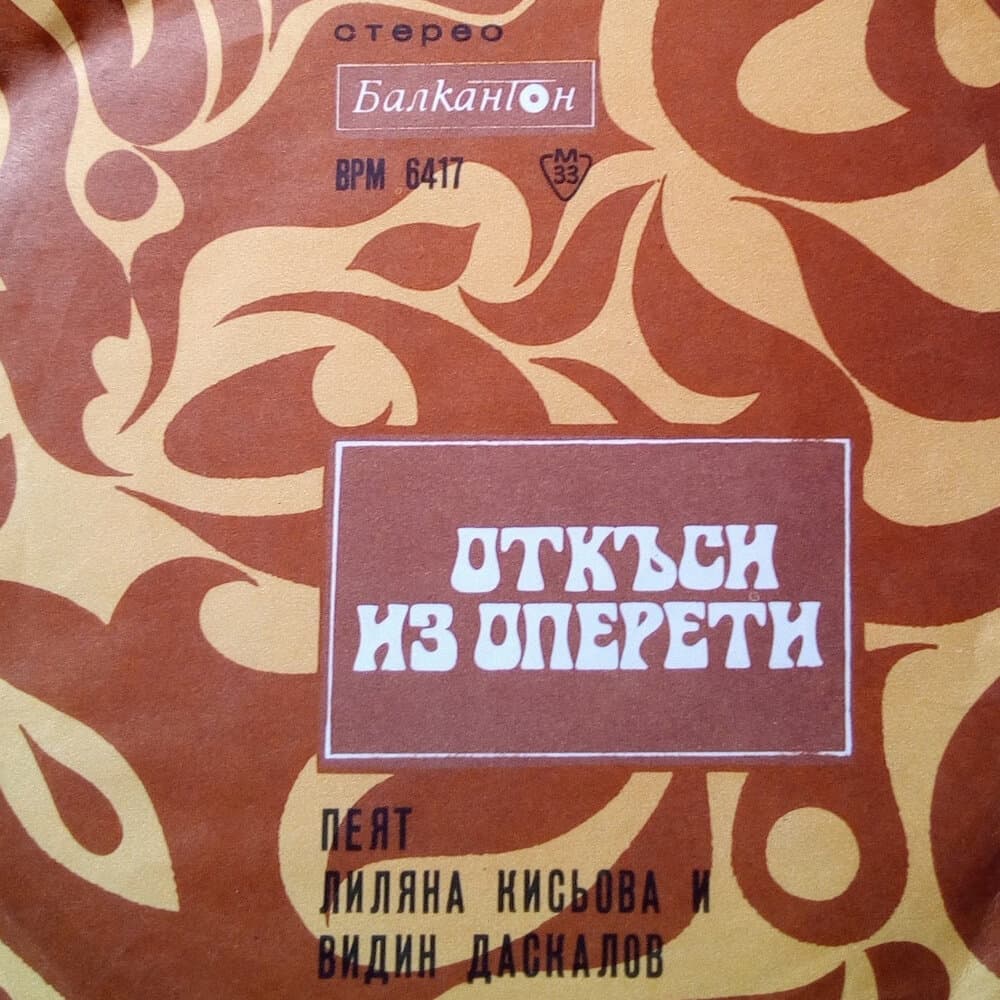 стерео
Балкантон
ВРМ 6417
М
33
ОТКЪСИ
ИЗ ОПЕРЕТИ
ПЕЯТ
ЛИЛЯНА КИСЬОВА И
ВИДИН ДАСКАЛОВ